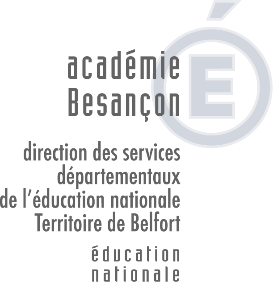 É
académie
Besançon
direction des services
départementaux
de l'éducation nationale
Territoire de Belfort
éducation
nationale